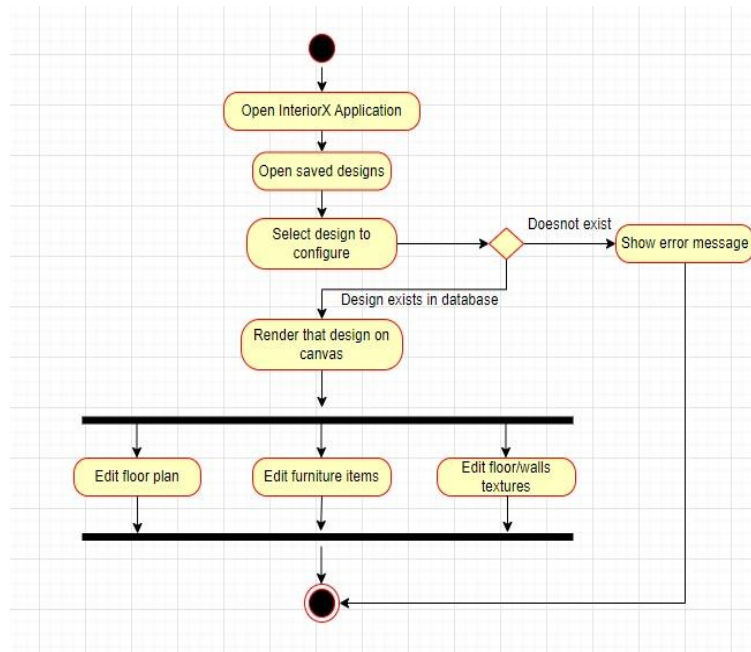 Open InteriorX Application
Open saved designs
Select design to
configure
Doesnot exist
Show error message
Design exists in database
Render that design on
canvas
Edit floor plan
Edit furniture items
Edit floor/walls
textures